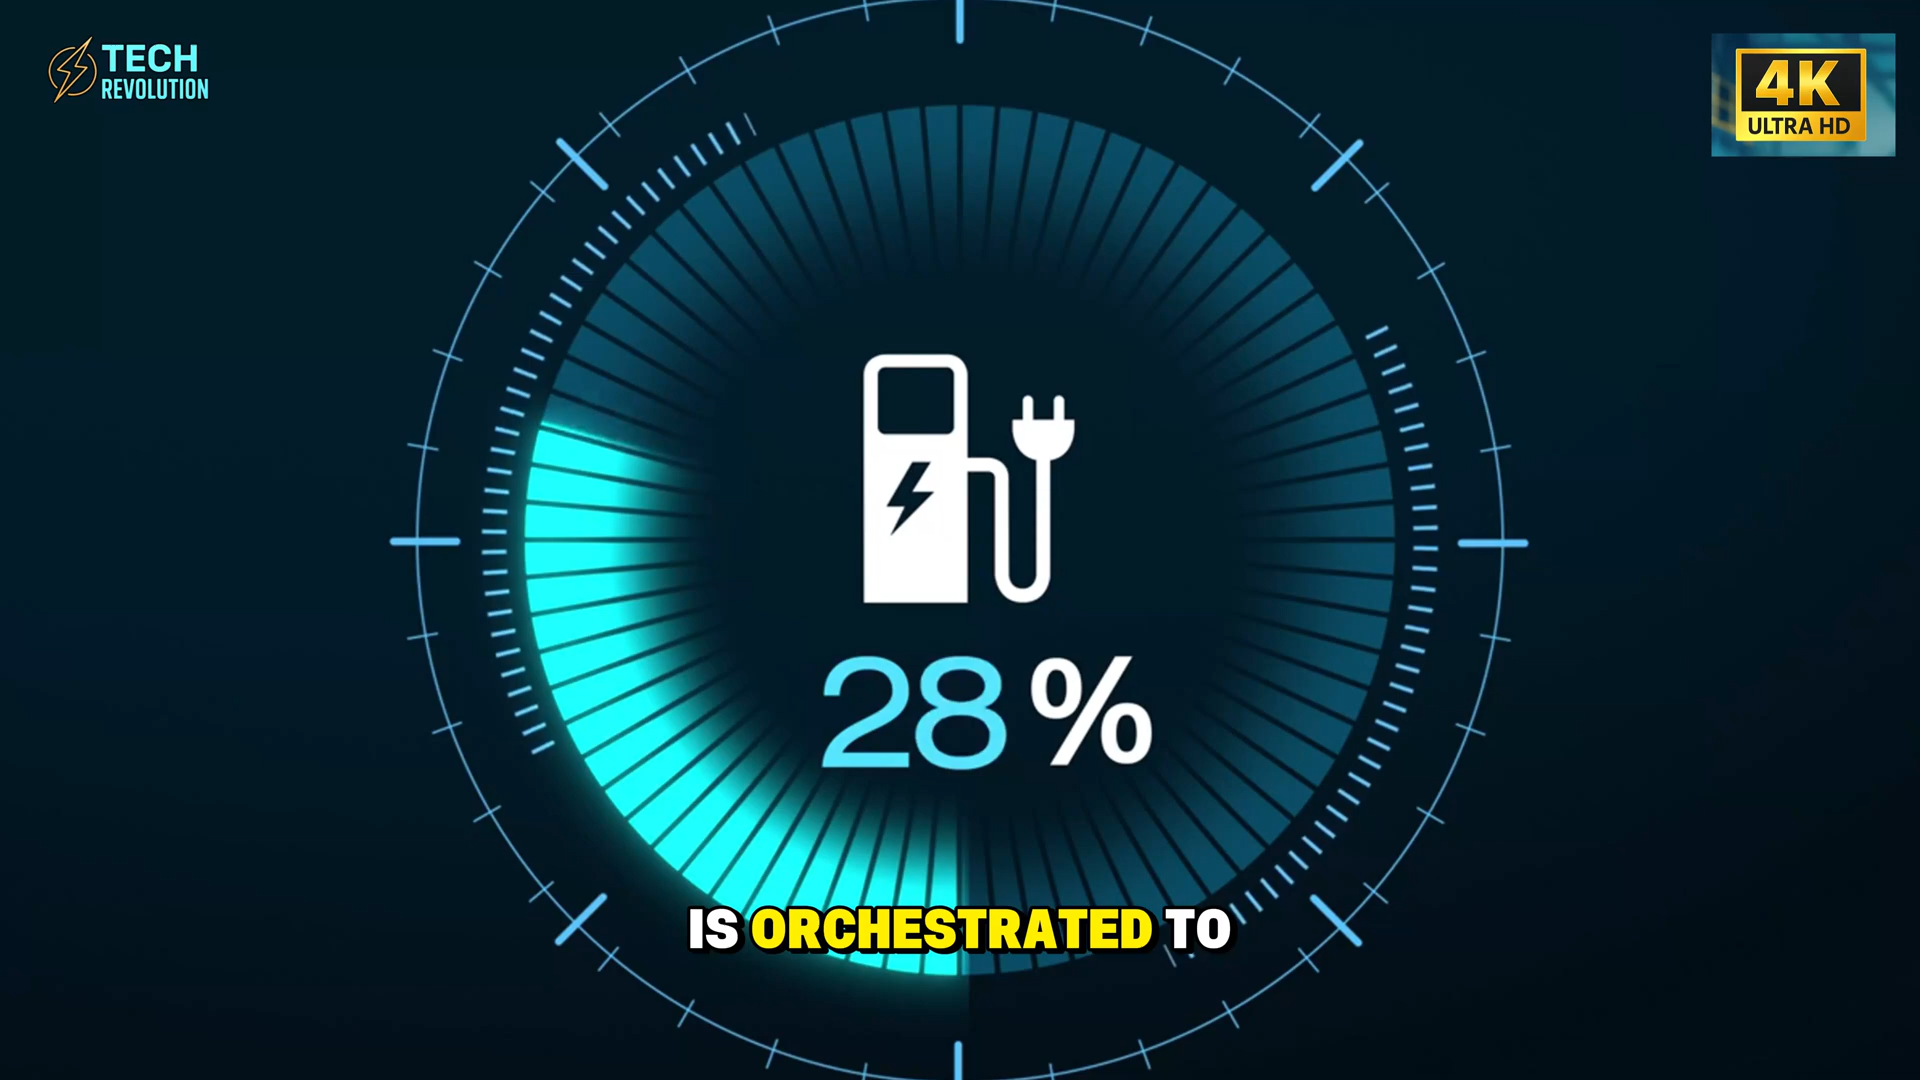 TECH
REVOLUTION
4K
ULTRA HD
28%
IS ORCHESTRATED TO